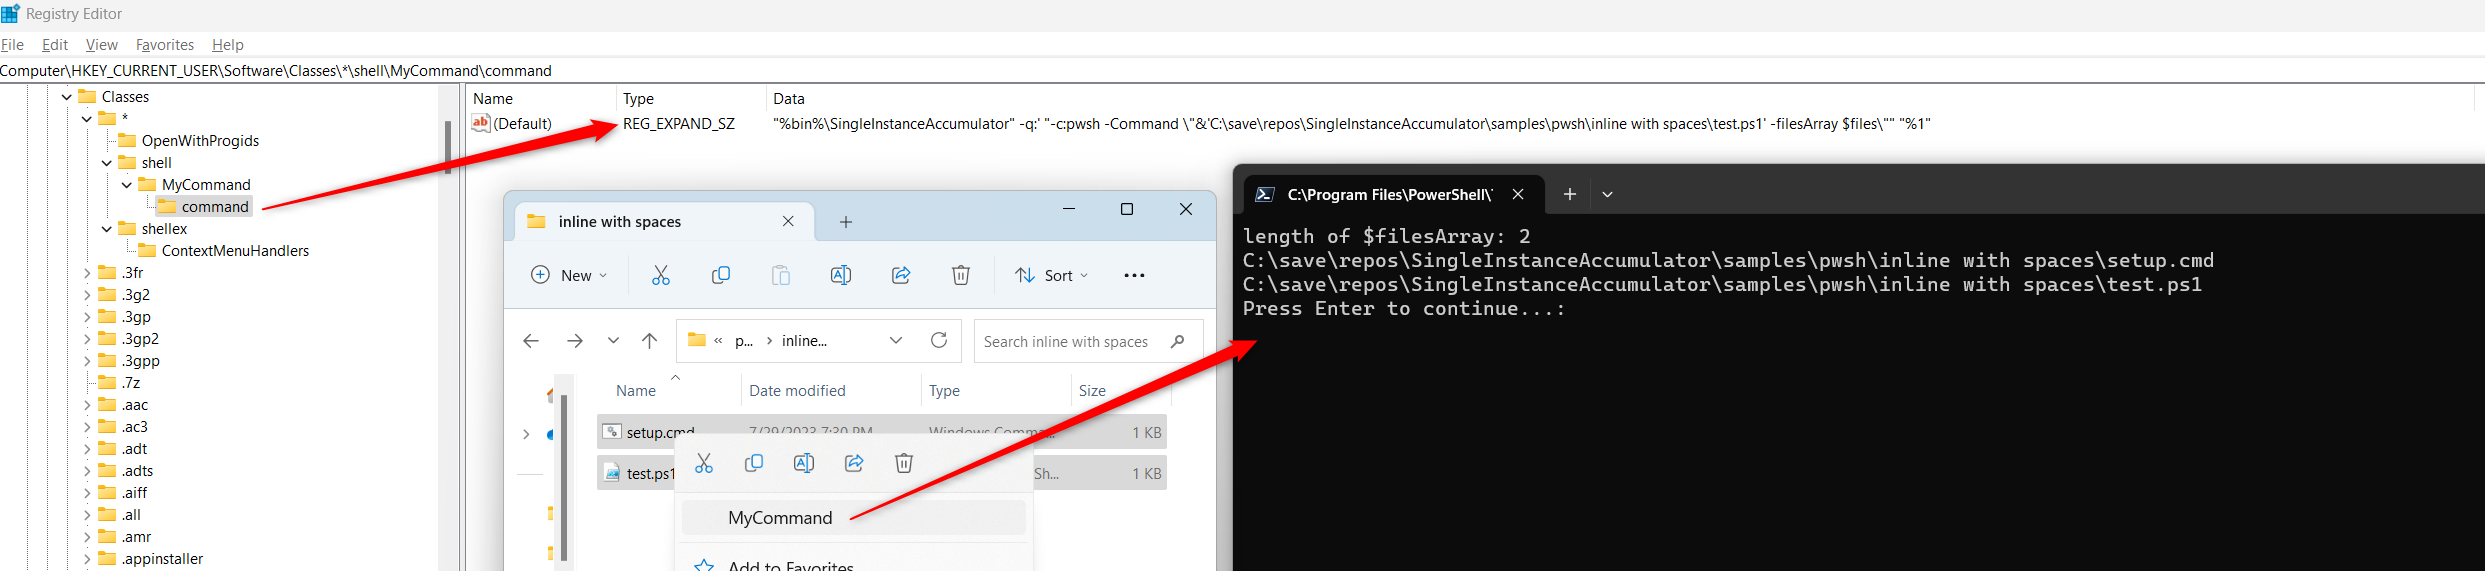 Registry Editor
File Edit View Favorites Help
Computer\HKEY_CURRENT_USER\Software\Classes\*\shell\MyCommand\command
Classes
*
OpenWithProgids
shell
MyCommand
command
shellex
ContextMenuHandlers
.3fr
.3g2
.3gp
.3gp2
.3gpp
.7z
.aac
.ac3
.adt
.adts
.aiff
.all
.amr
.appinstaller
Name Type Data
(Default) REG_EXPAND_SZ "%bin%\SingleInstanceAccumulator" -q:' "-c:pwsh -Command \"&'C:\save\repos\SingleInstanceAccumulator\samples\pwsh\inline with spaces\test.ps1' -filesArray $files\"" "%1"
inline with spaces
New Sort
« p... inline... Search inline with spaces
Name Date modified Type Size
setup.cmd 7/29/2023 7:30 PM Windows Comma... 1 KB
test.ps1 Sh... 1 KB
MyCommand
Add to Favorites
C:\Program Files\PowerShell\
length of $filesArray: 2
C:\save\repos\SingleInstanceAccumulator\samples\pwsh\inline with spaces\setup.cmd
C:\save\repos\SingleInstanceAccumulator\samples\pwsh\inline with spaces\test.ps1
Press Enter to continue...: